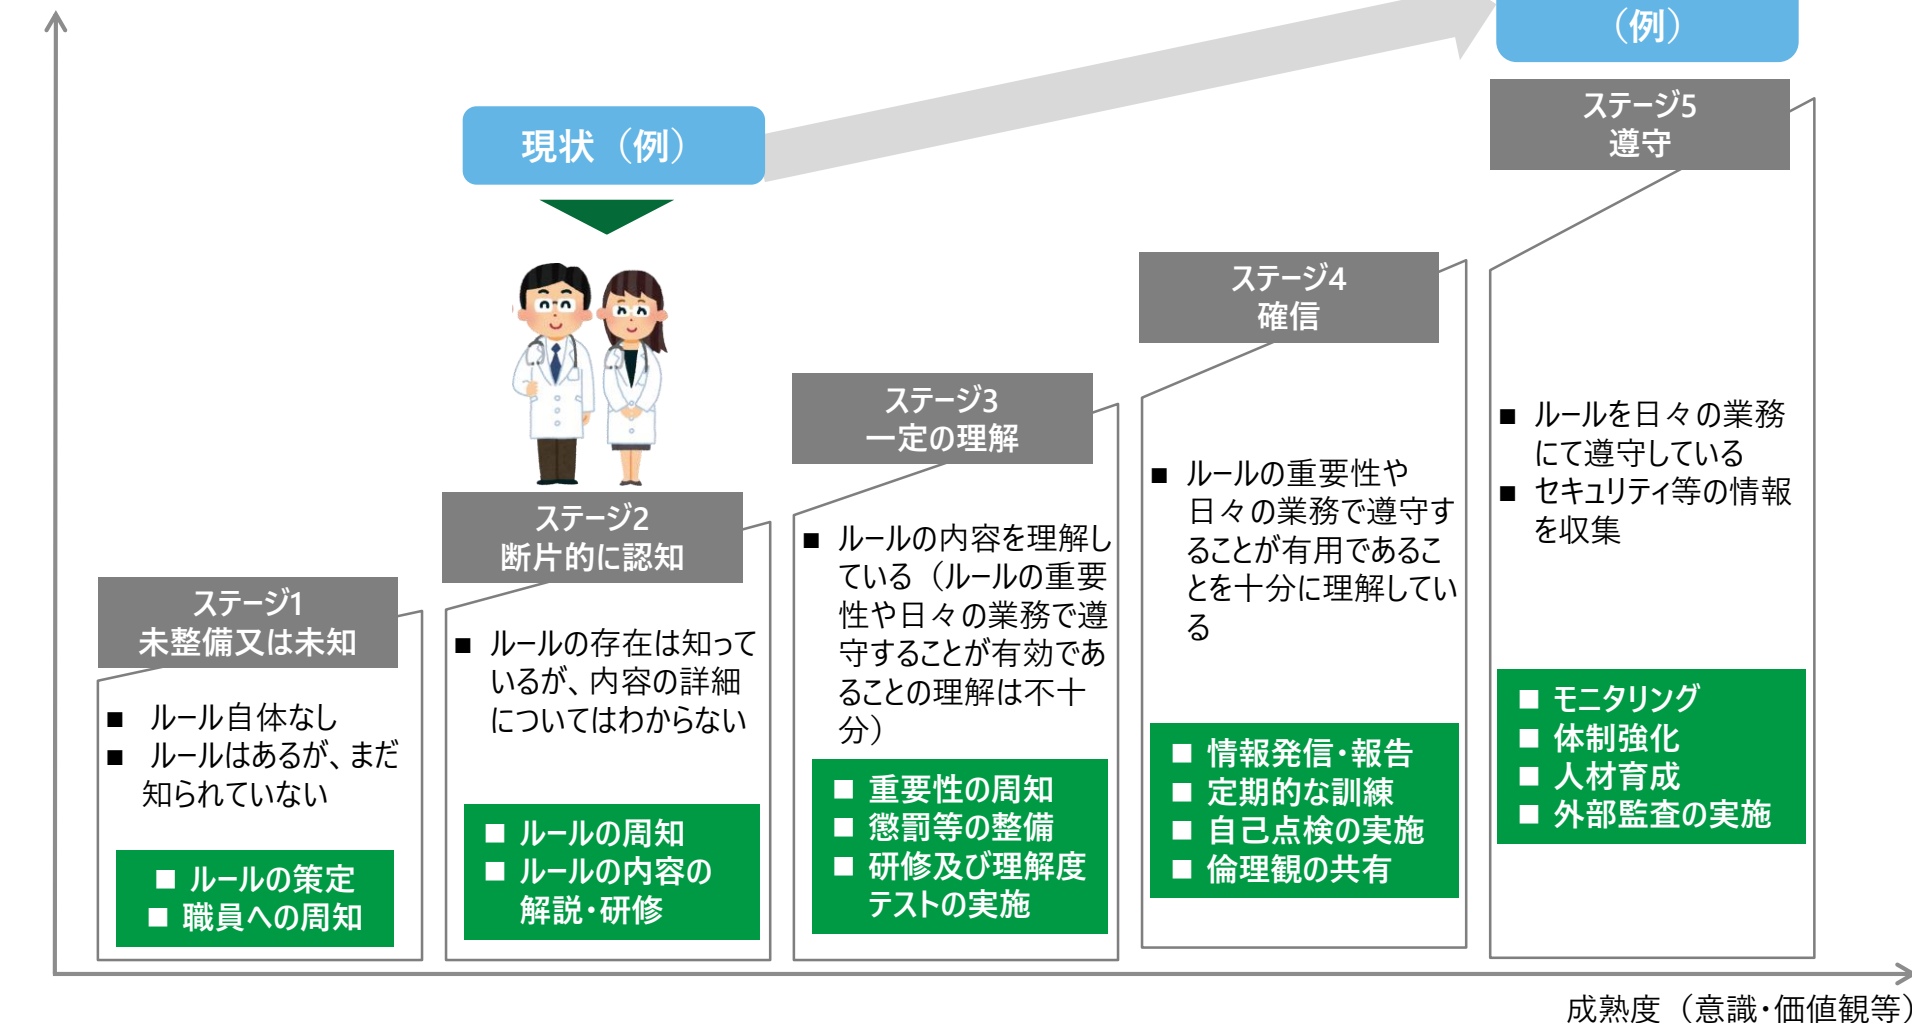 （例）
現状（例）
ステージ5
遵守
ステージ4
確信
ステージ3
一定の理解
ステージ2
断片的に認知
ステージ1
未整備又は未知
■ ルール自体なし
■ ルールはあるが、まだ
知られていない
■ ルールの策定
■ 職員への周知
■ ルールの存在は知って
いるが、内容の詳細
についてはわからない
■ ルールの周知
■ ルールの内容の
解説・研修
■ ルールの内容を理解し
ている（ルールの重要
性や日々の業務で遵
守することが有効であ
ることの理解は不十
分）
■ 重要性の周知
■ 懲罰等の整備
■ 研修及び理解度
テストの実施
■ ルールの重要性や
日々の業務で遵守す
ることが有用であるこ
とを十分に理解してい
る
■ 情報発信・報告
■ 定期的な訓練
■ 自己点検の実施
■ 倫理観の共有
■ ルールを日々の業務
にて遵守している
■ セキュリティ等の情報
を収集
■ モニタリング
■ 体制強化
■ 人材育成
■ 外部監査の実施
成熟度（意識・価値観等）